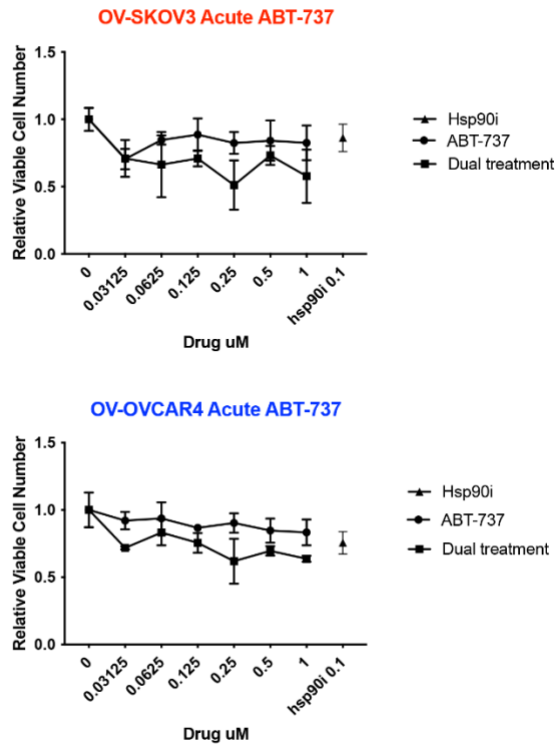 OV-SKOV3 Acute ABT-737
Relative Viable Cell Number
1.5
1.0
0.5
0.0
0
0.03125
0.0625
0.125
0.25
0.5
1
hsp90i 0.1
Drug uM
Hsp90i
ABT-737
Dual treatment
OV-OVCAR4 Acute ABT-737
Relative Viable Cell Number
1.5
1.0
0.5
0.0
0
0.03125
0.0625
0.125
0.25
0.5
1
hsp90i 0.1
Drug uM
Hsp90i
ABT-737
Dual treatment